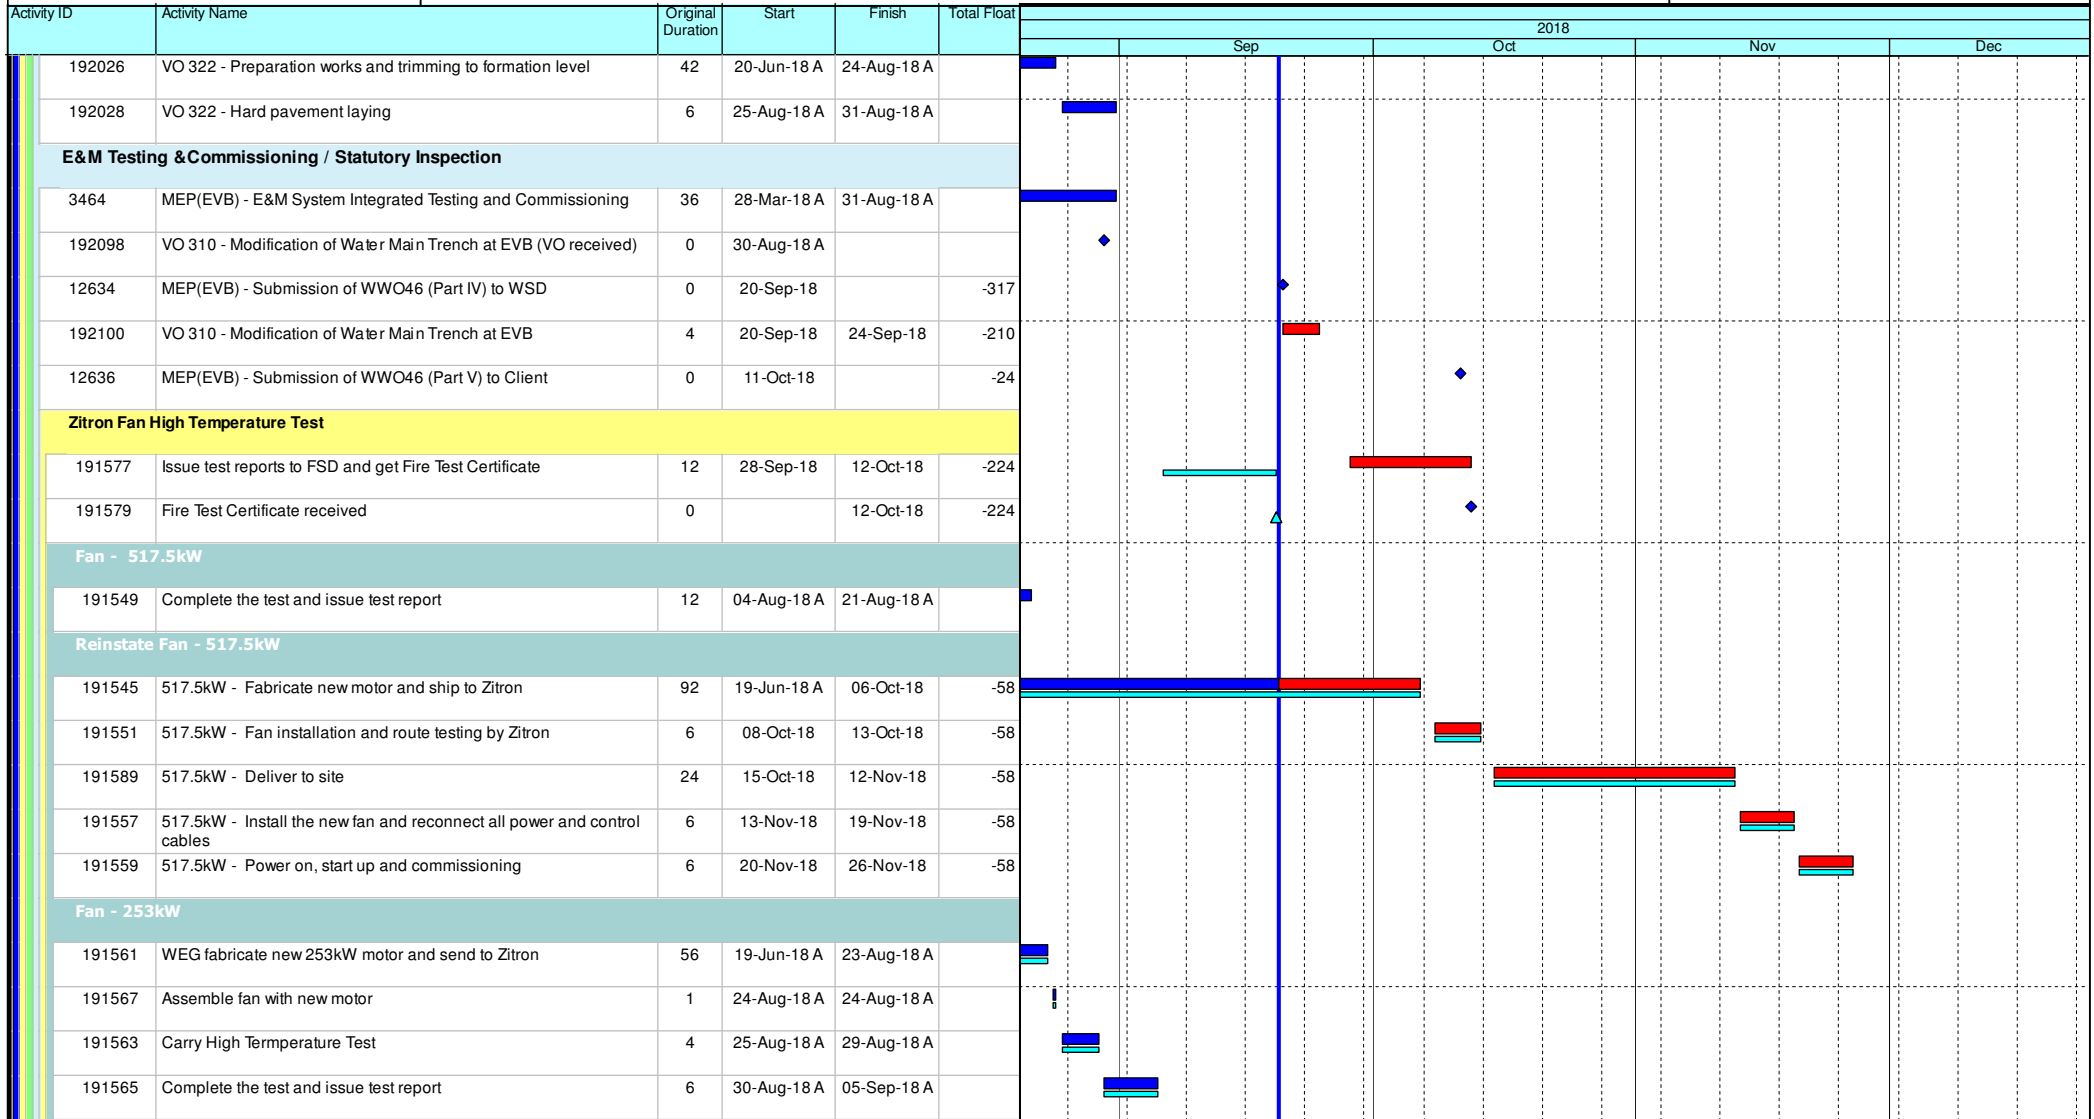 Activity ID Activity Name Original Duration Start Finish Total Float
2018
Sep Oct Nov Dec
192026 VO 322 - Preparation works and trimming to formation level 42 20-Jun-18 A 24-Aug-18 A
192028 VO 322 - Hard pavement laying 6 25-Aug-18 A 31-Aug-18 A
E&M Testing &Commissioning / Statutory Inspection
3464 MEP(EVB) - E&M System Integrated Testing and Commissioning 36 28-Mar-18 A 31-Aug-18 A
192098 VO 310 - Modification of Water Main Trench at EVB (VO received) 0 30-Aug-18 A
12634 MEP(EVB) - Submission of WWO46 (Part IV) to WSD 0 20-Sep-18 -317
192100 VO 310 - Modification of Water Main Trench at EVB 4 20-Sep-18 24-Sep-18 -210
12636 MEP(EVB) - Submission of WWO46 (Part V) to Client 0 11-Oct-18 -24
Zitron Fan High Temperature Test
191577 Issue test reports to FSD and get Fire Test Certificate 12 28-Sep-18 12-Oct-18 -224
191579 Fire Test Certificate received 0 12-Oct-18 -224
Fan - 517.5kW
191549 Complete the test and issue test report 12 04-Aug-18 A 21-Aug-18 A
Reinstate Fan - 517.5kW
191545 517.5kW - Fabricate new motor and ship to Zitron 92 19-Jun-18 A 06-Oct-18 -58
191551 517.5kW - Fan installation and route testing by Zitron 6 08-Oct-18 13-Oct-18 -58
191589 517.5kW - Deliver to site 24 15-Oct-18 12-Nov-18 -58
191557 517.5kW - Install the new fan and reconnect all power and control 6 13-Nov-18 19-Nov-18 -58
cables
191559 517.5kW - Power on, start up and commissioning 6 20-Nov-18 26-Nov-18 -58
Fan - 253kW
191561 WEG fabricate new 253kW motor and send to Zitron 56 19-Jun-18 A 23-Aug-18 A
191567 Assemble fan with new motor 1 24-Aug-18 A 24-Aug-18 A
191563 Carry High Termperature Test 4 25-Aug-18 A 29-Aug-18 A
191565 Complete the test and issue test report 6 30-Aug-18 A 05-Sep-18 A